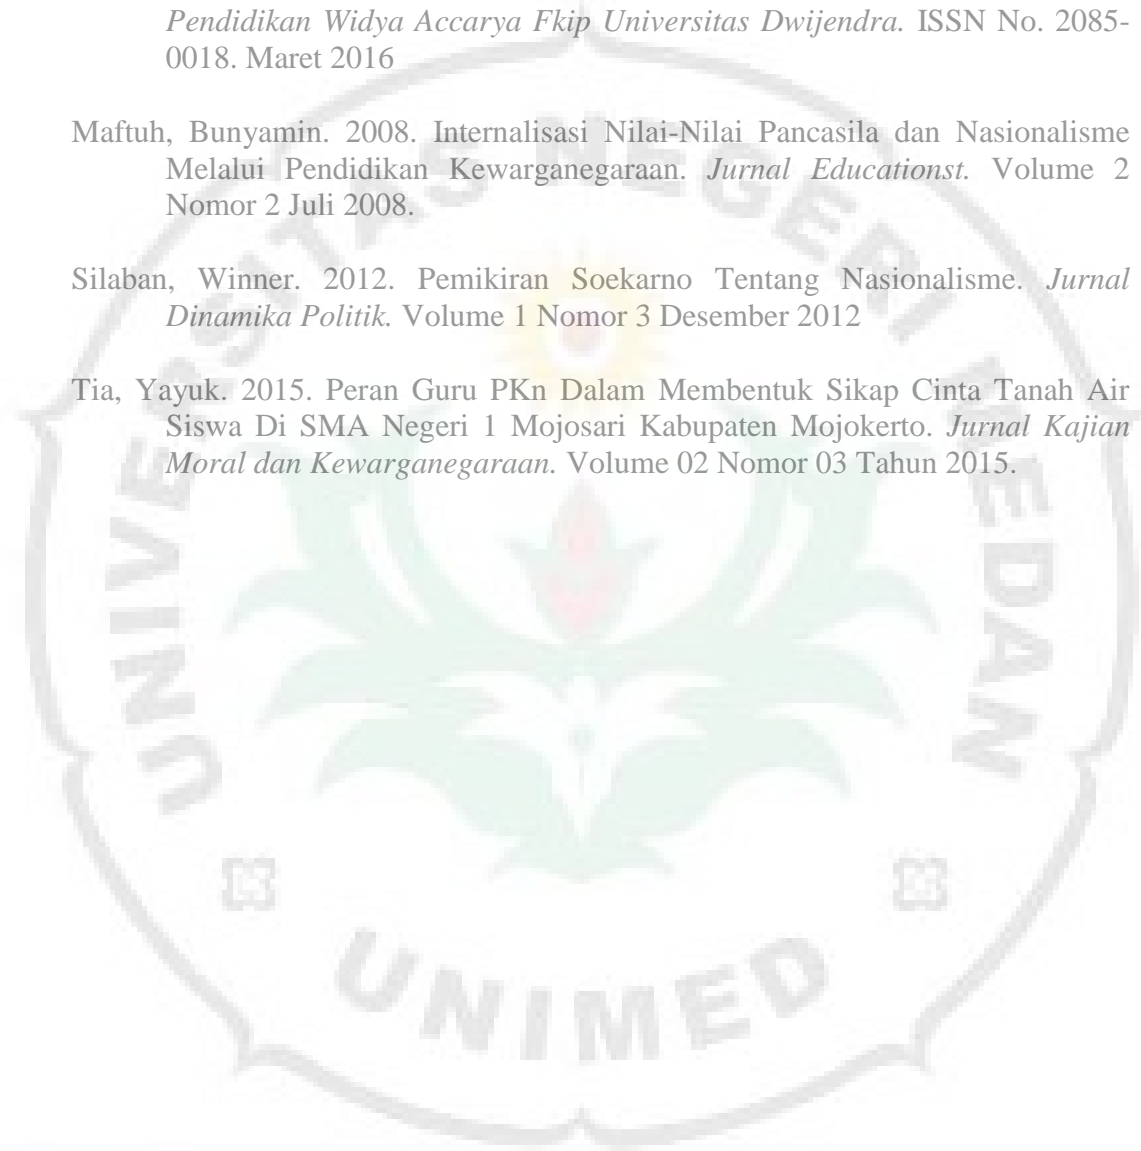 Pendidikan Widya Accarya Fkip Universitas Dwijendra. ISSN No. 2085-
0018. Maret 2016
Maftuh, Bunyamin. 2008. Internalisasi Nilai-Nilai Pancasila dan Nasionalisme
Melalui Pendidikan Kewarganegaraan. Jurnal Educationst. Volume 2
Nomor 2 Juli 2008.
Silaban, Winner. 2012. Pemikiran Soekarno Tentang Nasionalisme. Jurnal
Dinamika Politik. Volume 1 Nomor 3 Desember 2012
Tia, Yayuk. 2015. Peran Guru PKn Dalam Membentuk Sikap Cinta Tanah Air
Siswa Di SMA Negeri 1 Mojosari Kabupaten Mojokerto. Jurnal Kajian
Moral dan Kewarganegaraan. Volume 02 Nomor 03 Tahun 2015.
UNIVERSITAS NEGERI MEDAN
UNIMED